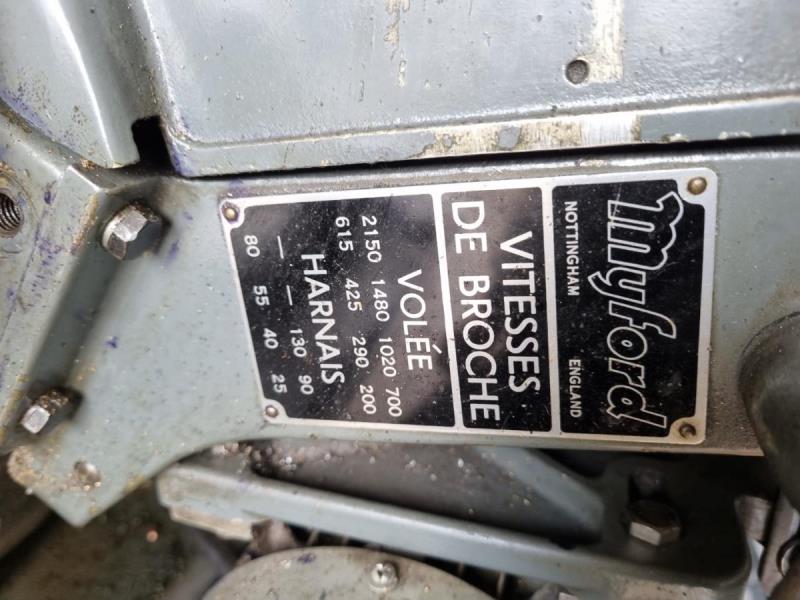 myford
NOTTINGHAM ENGLAND
VITESSES
DE BROCHE
VOLÉE
2150 1480 1020 700
615 425 290 200
HARNAIS
— — 130 90
80 55 40 25